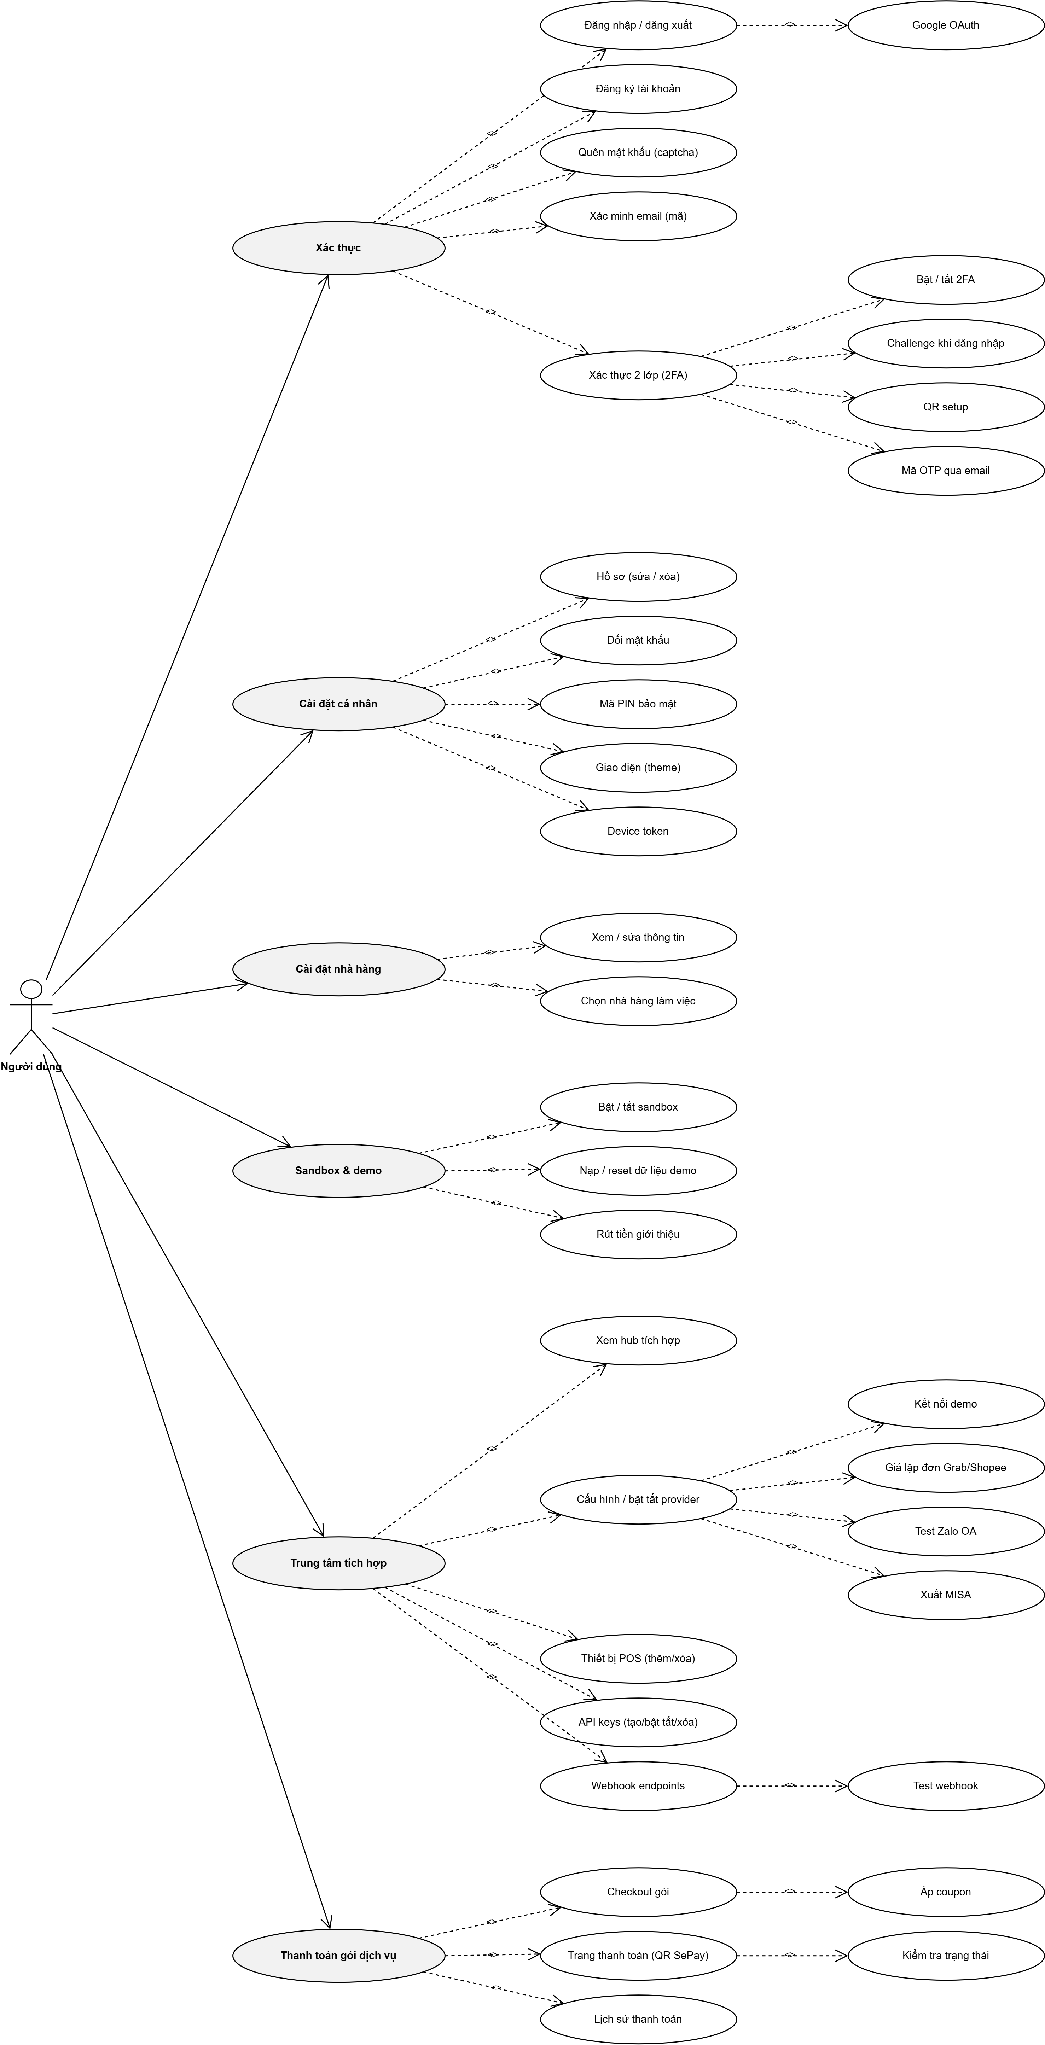 Đăng nhập / đăng xuất
Google OAuth
Đăng ký tài khoản
Quên mật khẩu (captcha)
Xác minh email (mã)
Xác thực
Bật / tắt 2FA
Challenge khi đăng nhập
Xác thực 2 lớp (2FA)
QR setup
Mã OTP qua email
Hồ sơ (sửa / xóa)
Đổi mật khẩu
Cài đặt cá nhân
Mã PIN bảo mật
Giao diện (theme)
Device token
Xem / sửa thông tin
Cài đặt nhà hàng
Chọn nhà hàng làm việc
Người dùng
Bật / tắt sandbox
Sandbox & demo
Nạp / reset dữ liệu demo
Rút tiền giới thiệu
Xem hub tích hợp
Kết nối demo
Giả lập đơn Grab/Shopee
Cấu hình / bật tắt provider
Test Zalo OA
Trung tâm tích hợp
Xuất MISA
Thiết bị POS (thêm/xóa)
API keys (tạo/bật tắt/xóa)
Webhook endpoints
Test webhook
Checkout gói
Áp coupon
Thanh toán gói dịch vụ
Trang thanh toán (QR SePay)
Kiểm tra trạng thái
Lịch sử thanh toán